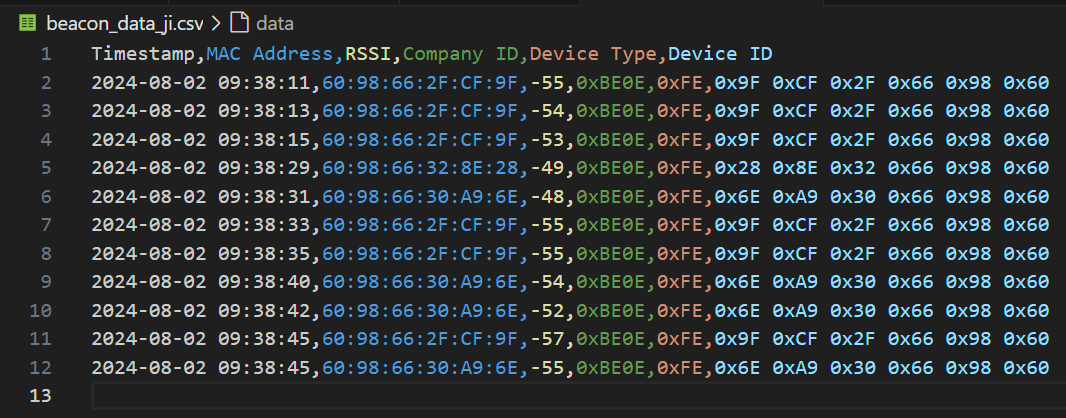 beacon_data_ji.csv > data
1 Timestamp,MAC Address,RSSI,Company ID,Device Type,Device ID
2 2024-08-02 09:38:11,60:98:66:2F:CF:9F,-55,0xBE0E,0xFE,0x9F 0xCF 0x2F 0x66 0x98 0x60
3 2024-08-02 09:38:13,60:98:66:2F:CF:9F,-54,0xBE0E,0xFE,0x9F 0xCF 0x2F 0x66 0x98 0x60
4 2024-08-02 09:38:15,60:98:66:2F:CF:9F,-53,0xBE0E,0xFE,0x9F 0xCF 0x2F 0x66 0x98 0x60
5 2024-08-02 09:38:29,60:98:66:32:8E:28,-49,0xBE0E,0xFE,0x28 0x8E 0x32 0x66 0x98 0x60
6 2024-08-02 09:38:31,60:98:66:30:A9:6E,-48,0xBE0E,0xFE,0x6E 0xA9 0x30 0x66 0x98 0x60
7 2024-08-02 09:38:33,60:98:66:2F:CF:9F,-55,0xBE0E,0xFE,0x9F 0xCF 0x2F 0x66 0x98 0x60
8 2024-08-02 09:38:35,60:98:66:2F:CF:9F,-55,0xBE0E,0xFE,0x9F 0xCF 0x2F 0x66 0x98 0x60
9 2024-08-02 09:38:40,60:98:66:30:A9:6E,-54,0xBE0E,0xFE,0x6E 0xA9 0x30 0x66 0x98 0x60
10 2024-08-02 09:38:42,60:98:66:30:A9:6E,-52,0xBE0E,0xFE,0x6E 0xA9 0x30 0x66 0x98 0x60
11 2024-08-02 09:38:45,60:98:66:2F:CF:9F,-57,0xBE0E,0xFE,0x9F 0xCF 0x2F 0x66 0x98 0x60
12 2024-08-02 09:38:45,60:98:66:30:A9:6E,-55,0xBE0E,0xFE,0x6E 0xA9 0x30 0x66 0x98 0x60
13